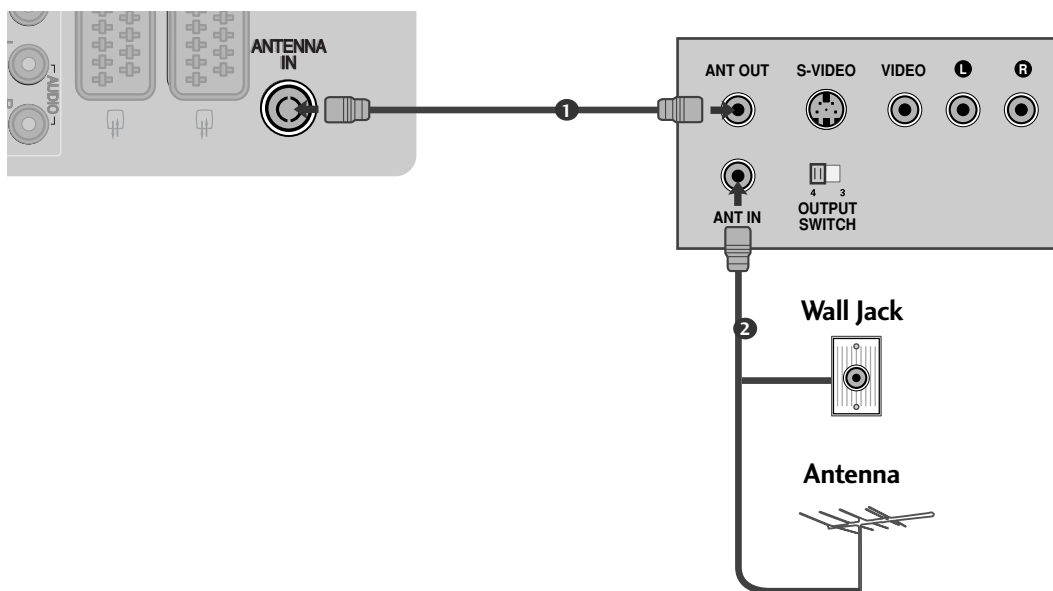 ANTENNA
IN
AUDIO
1
ANT OUT
S-VIDEO
VIDEO
L
R
4
3
ANT IN
OUTPUT
SWITCH
2
Wall Jack
Antenna